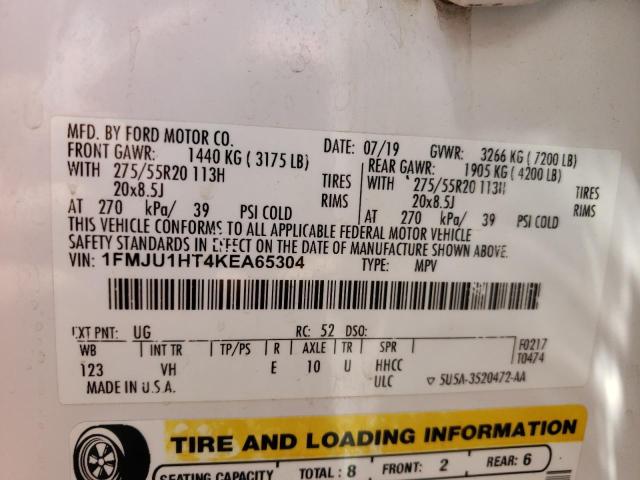 MFD. BY FORD MOTOR CO. DATE: 07/19 GVWR: 3266 KG ( 7200 LB)
FRONT GAWR: 1440 KG ( 3175 LB) REAR GAWR: 1905 KG ( 4200 LB)
WITH 275/55R20 113H TIRES WITH 275/55R20 113H TIRES
20x8.5J RIMS 20x8.5J RIMS
AT 270 kPa/ 39 PSI COLD AT 270 kPa/ 39 PSI COLD
THIS VEHICLE CONFORMS TO ALL APPLICABLE FEDERAL MOTOR VEHICLE
SAFETY STANDARDS IN EFFECT ON THE DATE OF MANUFACTURE SHOWN ABOVE.
VIN: 1FMJU1HT4KEA65304 TYPE: MPV
EXT PNT: UG RC: 52 DSO: F0217
WB INT TR TP/PS R AXLE TR SPR T0474
123 VH E 10 U HHCC
ULC
MADE IN U.S.A. ▽ 5U5A-3520472-AA
TIRE AND LOADING INFORMATION
SEATING CAPACITY TOTAL: 8 FRONT: 2 REAR: 6